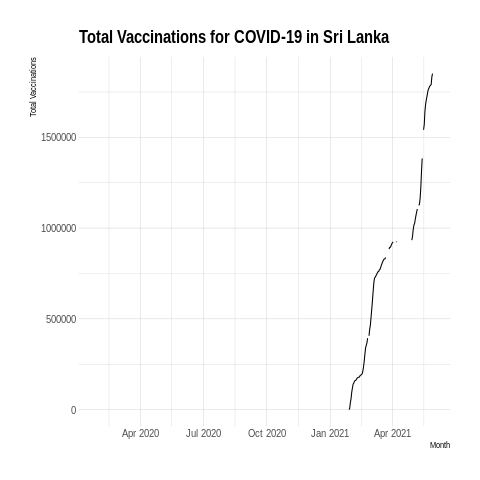 Total Vaccinations for COVID-19 in Sri Lanka
Total Vaccinations
1500000
1000000
500000
0
Apr 2020 Jul 2020 Oct 2020 Jan 2021 Apr 2021
Month